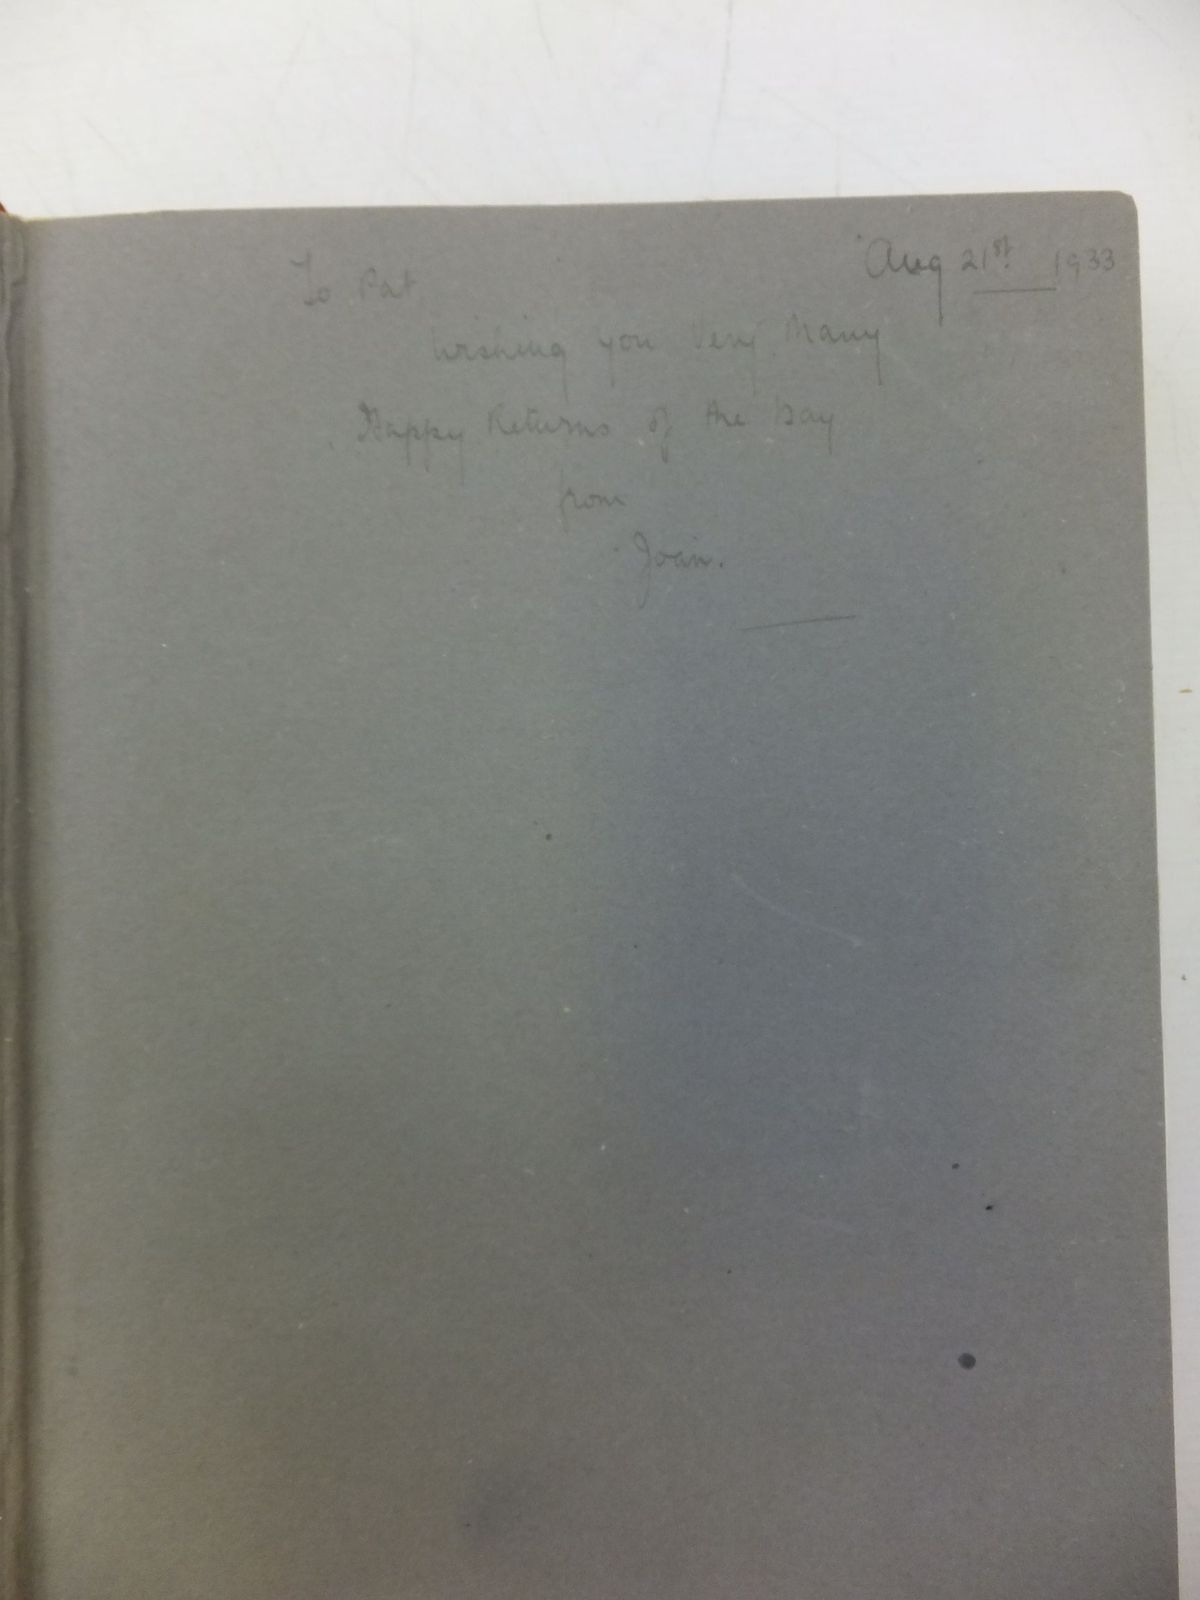 Aug 21st 1933
To Pat
Wishing you Very Many
Happy Returns of the Day
from
Joan.